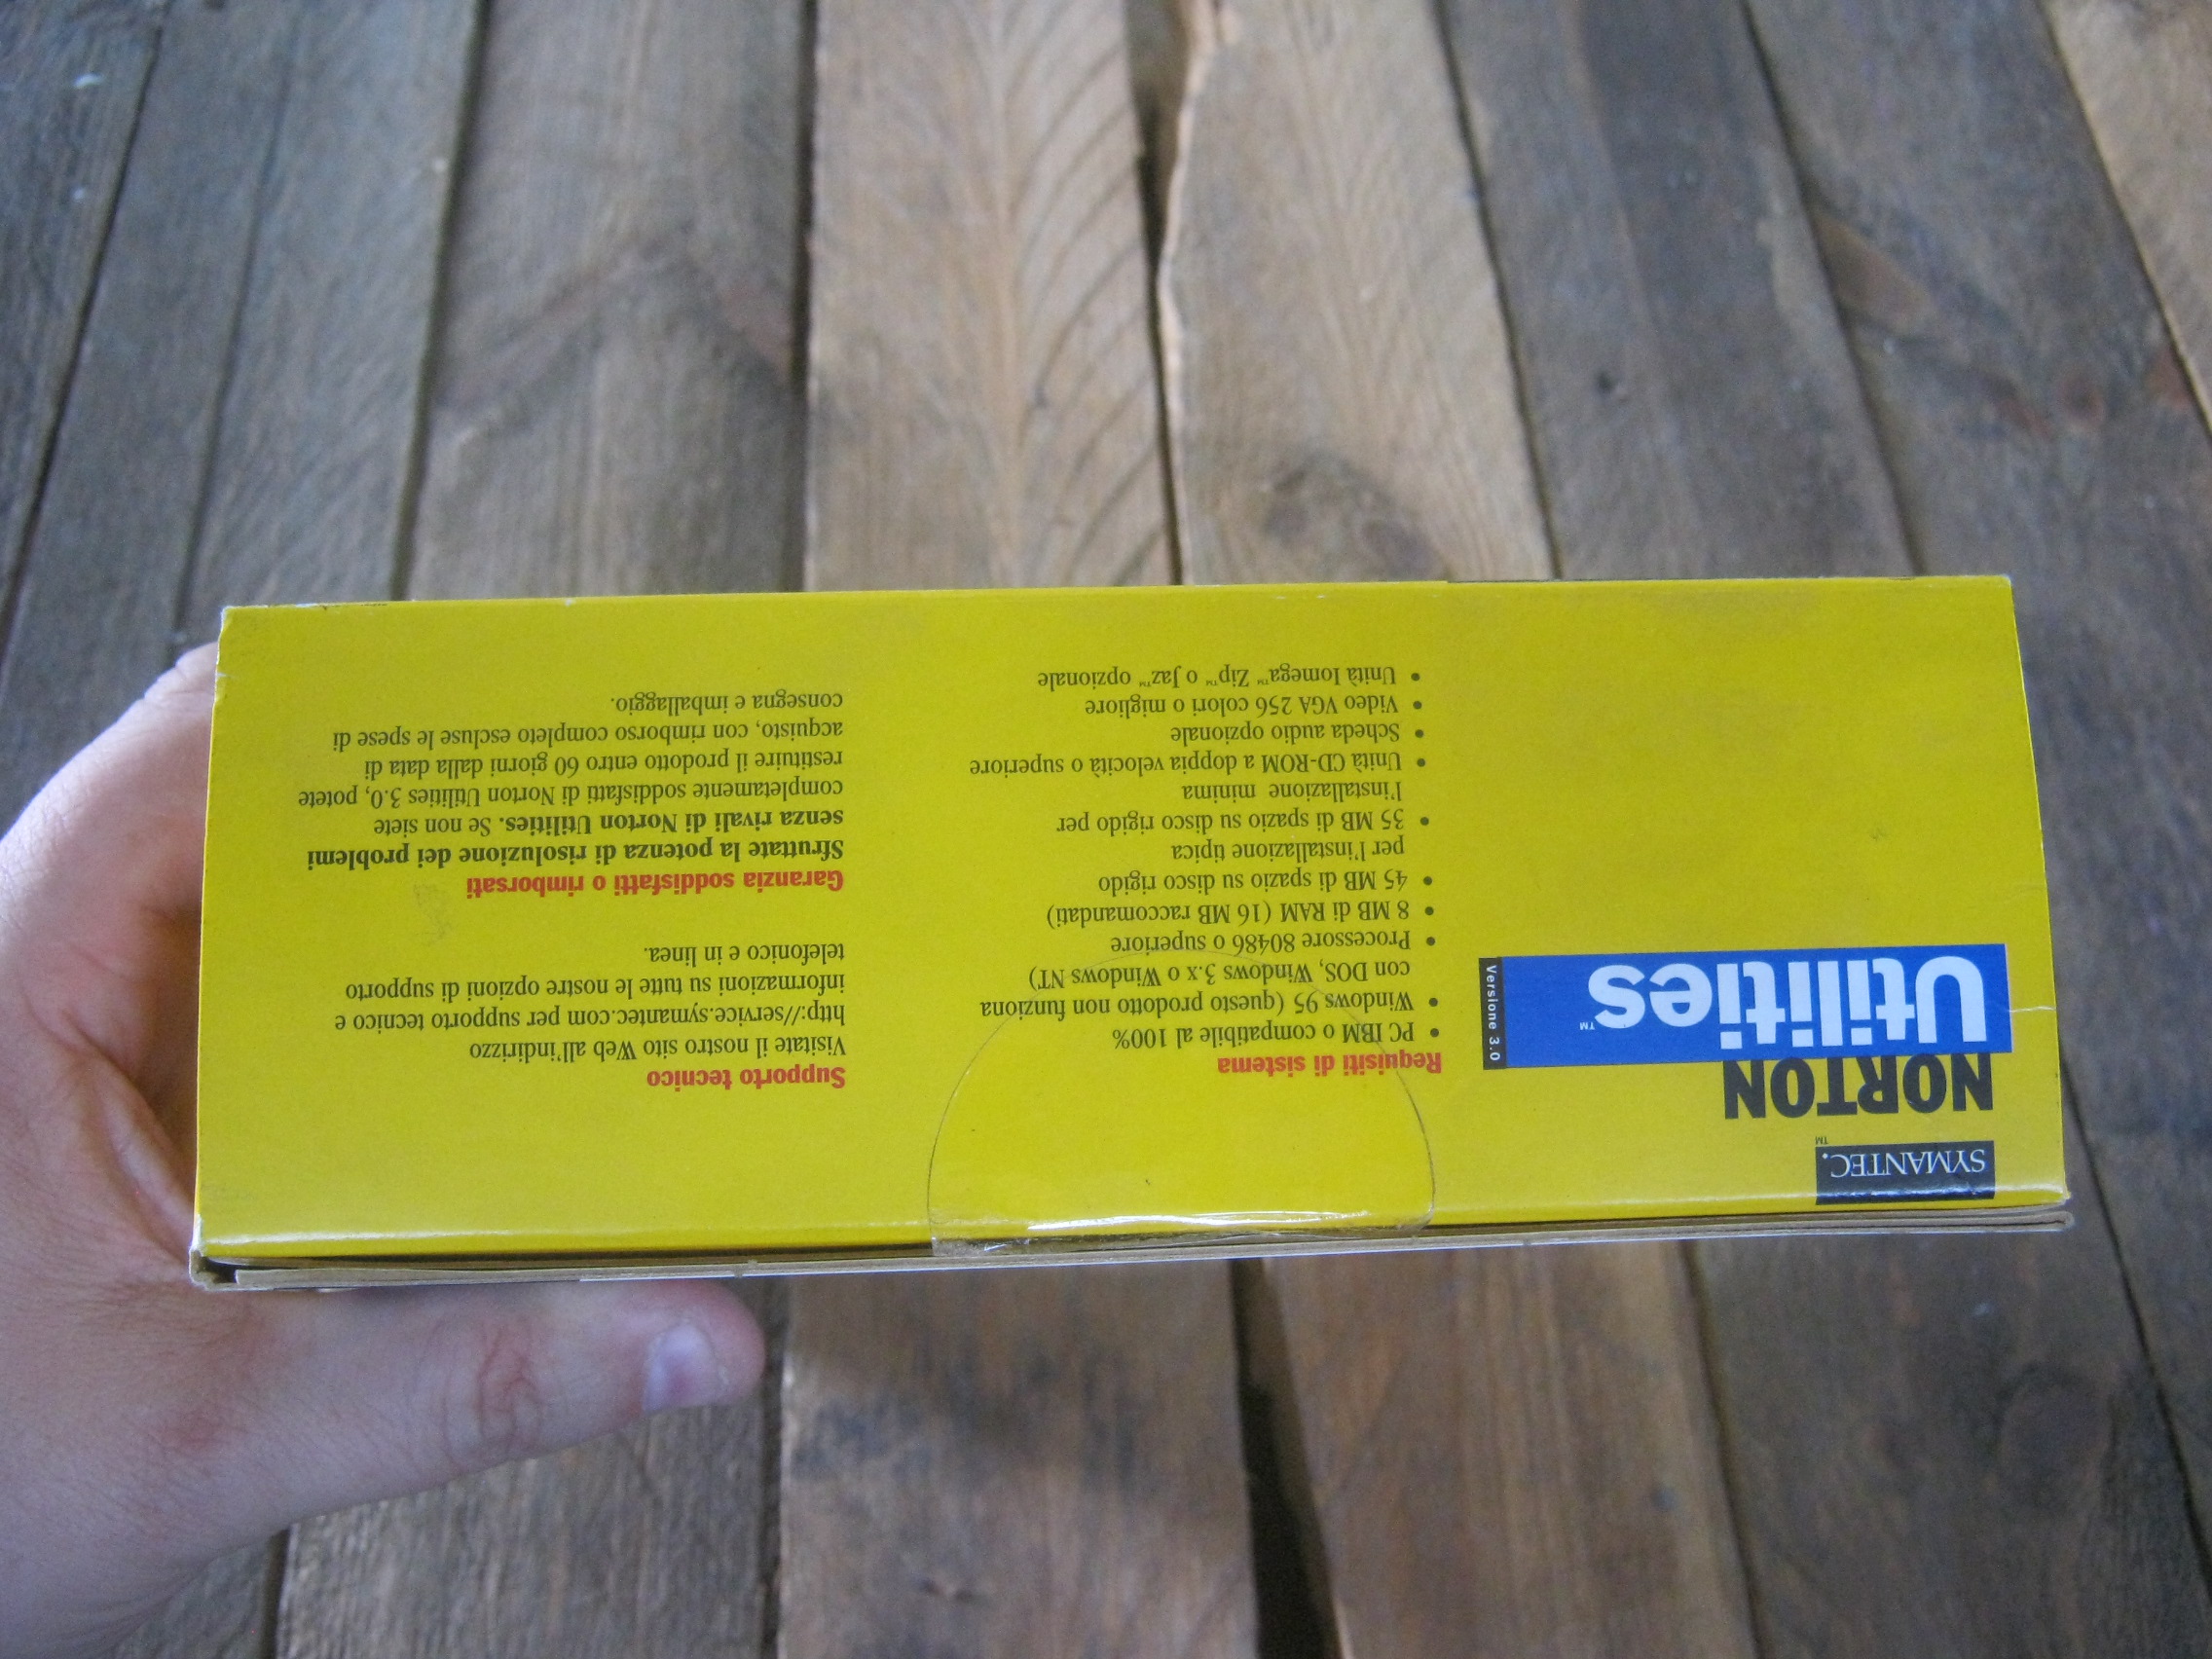 SYMANTEC.™
NORTON
Utilities™
Versione 3.0
Requisiti di sistema
• PC IBM o compatibile al 100%
• Windows 95 (questo prodotto non funziona
con DOS, Windows 3.x o Windows NT)
• Processore 80486 o superiore
• 8 MB di RAM (16 MB raccomandati)
• 45 MB di spazio su disco rigido
per l'installazione tipica
• 35 MB di spazio su disco rigido per
l'installazione minima
• Unità CD-ROM a doppia velocità o superiore
• Scheda audio opzionale
• Video VGA 256 colori o migliore
• Unità Iomega™ Zip™ o Jaz™ opzionale
Supporto tecnico
Visitate il nostro sito Web all'indirizzo
http://service.symantec.com per supporto tecnico e
informazioni su tutte le nostre opzioni di supporto
telefonico e in linea.
Garanzia soddisfatti o rimborsati
Sfruttate la potenza di risoluzione dei problemi
senza rivali di Norton Utilities. Se non siete
completamente soddisfatti di Norton Utilities 3.0, potete
restituire il prodotto entro 60 giorni dalla data di
acquisto, con rimborso completo escluse le spese di
consegna e imballaggio.